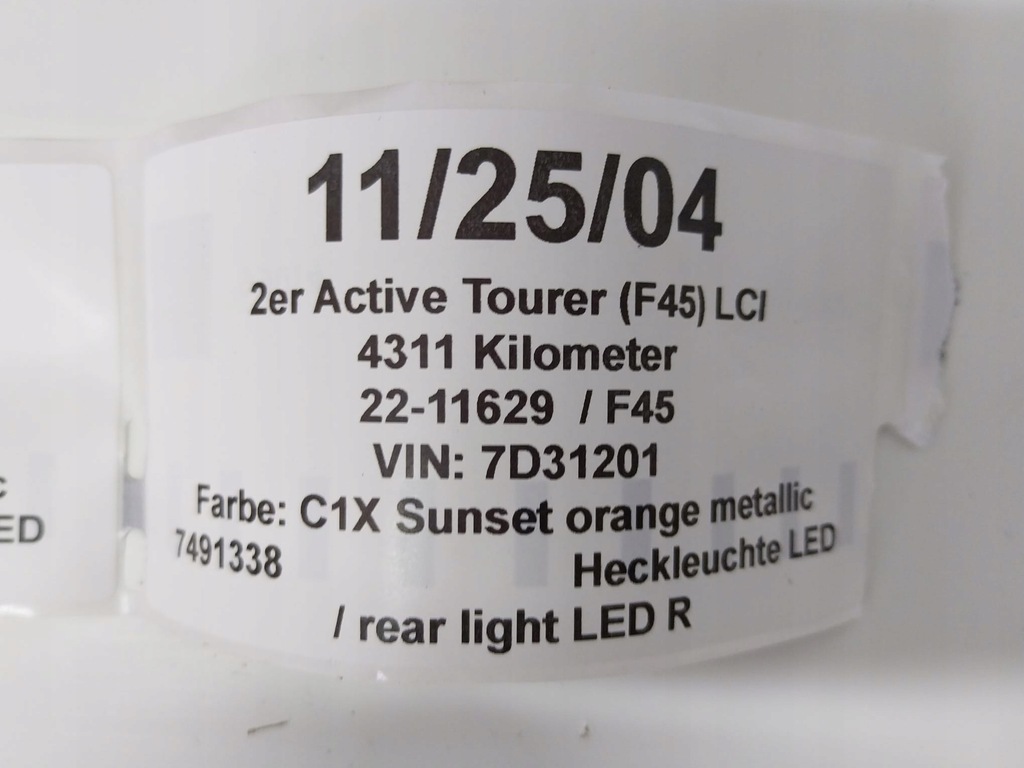 11/25/04
2er Active Tourer (F45) LCI
4311 Kilometer
22-11629 / F45
VIN: 7D31201
Farbe: C1X Sunset orange metallic
7491338 Heckleuchte LED
/ rear light LED R
c
ED